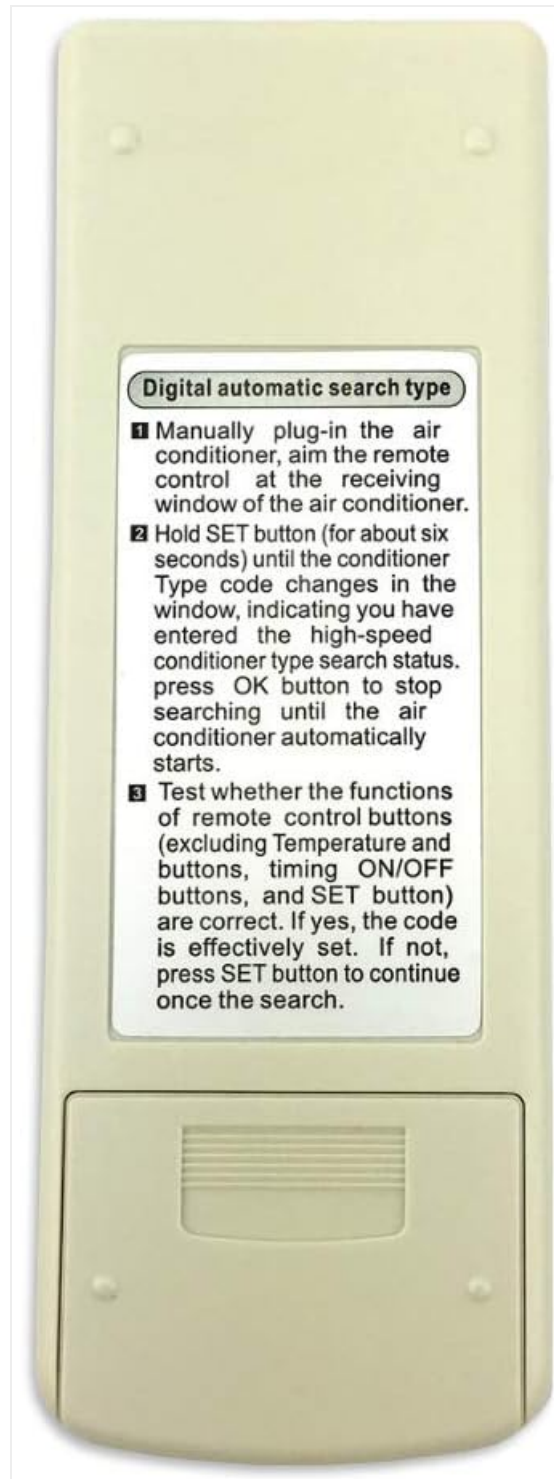 Digital automatic search type
1 Manually plug-in the air
conditioner, aim the remote
control at the receiving
window of the air conditioner.
2 Hold SET button (for about six
seconds) until the conditioner
Type code changes in the
window, indicating you have
entered the high-speed
conditioner type search status.
press OK button to stop
searching until the air
conditioner automatically
starts.
3 Test whether the functions
of remote control buttons
(excluding Temperature and
buttons, timing ON/OFF
buttons, and SET button)
are correct. If yes, the code
is effectively set. If not,
press SET button to continue
once the search.